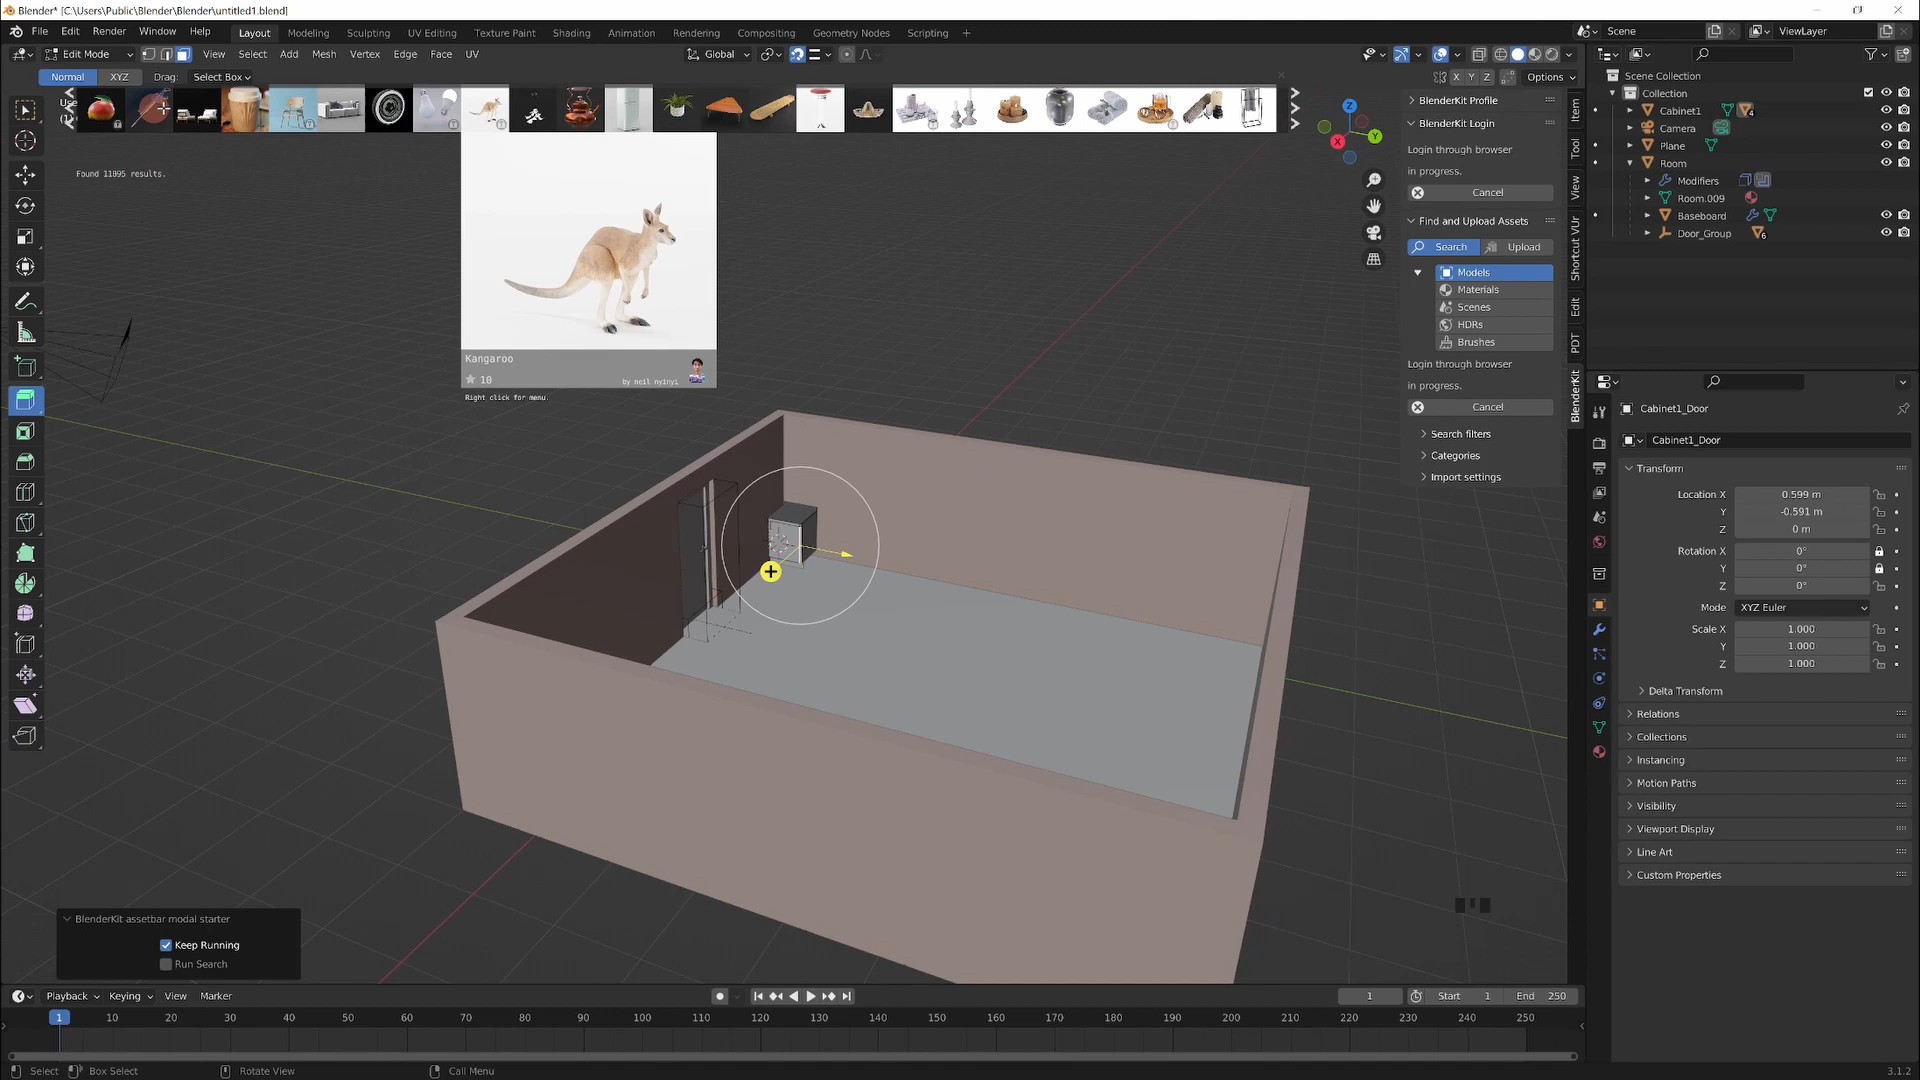 Blender* [C:\Users\Public\Blender\Blender\untitled1.blend]
File Edit Render Window Help Layout Modeling Sculpting UV Editing Texture Paint Shading Animation Rendering Compositing Geometry Nodes Scripting + Scene ViewLayer
Edit Mode View Select Add Mesh Vertex Edge Face UV Global
Normal XYZ Drag: Select Box X Y Z Options
Found 11095 results.
Kangaroo
10 by neil nyinyi
Right click for menu.
Z
Y
X
BlenderKit Profile
BlenderKit Login
Login through browser
in progress.
Cancel
Find and Upload Assets
Search Upload
Models
Materials
Scenes
HDRs
Brushes
Login through browser
in progress.
Cancel
Search filters
Categories
Import settings
Item
Tool
View
Shortcut VUr
Edit
PDT
BlenderKit
Scene Collection
Collection
Cabinet1 4
Camera
Plane
Room
Modifiers
Room.009
Baseboard
Door_Group 6
Cabinet1_Door
Cabinet1_Door
Transform
Location X 0.599 m
Y -0.591 m
Z 0 m
Rotation X 0°
Y 0°
Z 0°
Mode XYZ Euler
Scale X 1.000
Y 1.000
Z 1.000
Delta Transform
Relations
Collections
Instancing
Motion Paths
Visibility
Viewport Display
Line Art
Custom Properties
BlenderKit assetbar modal starter
Keep Running
Run Search
Playback Keying View Marker 1 Start 1 End 250
1 10 20 30 40 50 60 70 80 90 100 110 120 130 140 150 160 170 180 190 200 210 220 230 240 250
Select Box Select Rotate View Call Menu 3.1.2